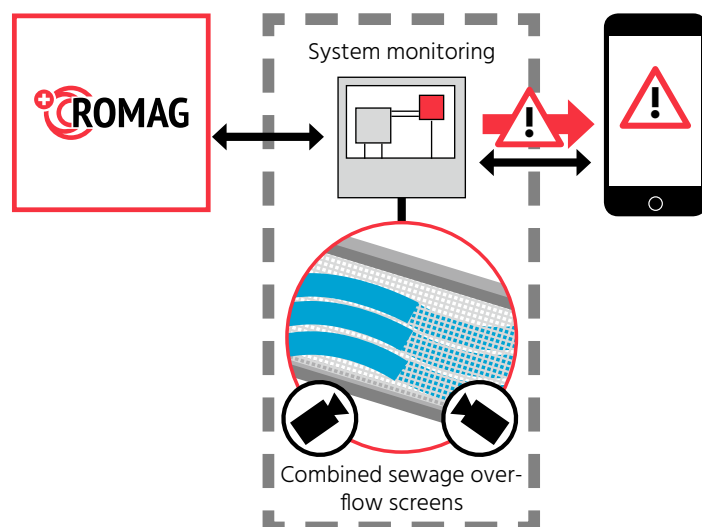 System monitoring
ROMAG
Combined sewage over-
flow screens